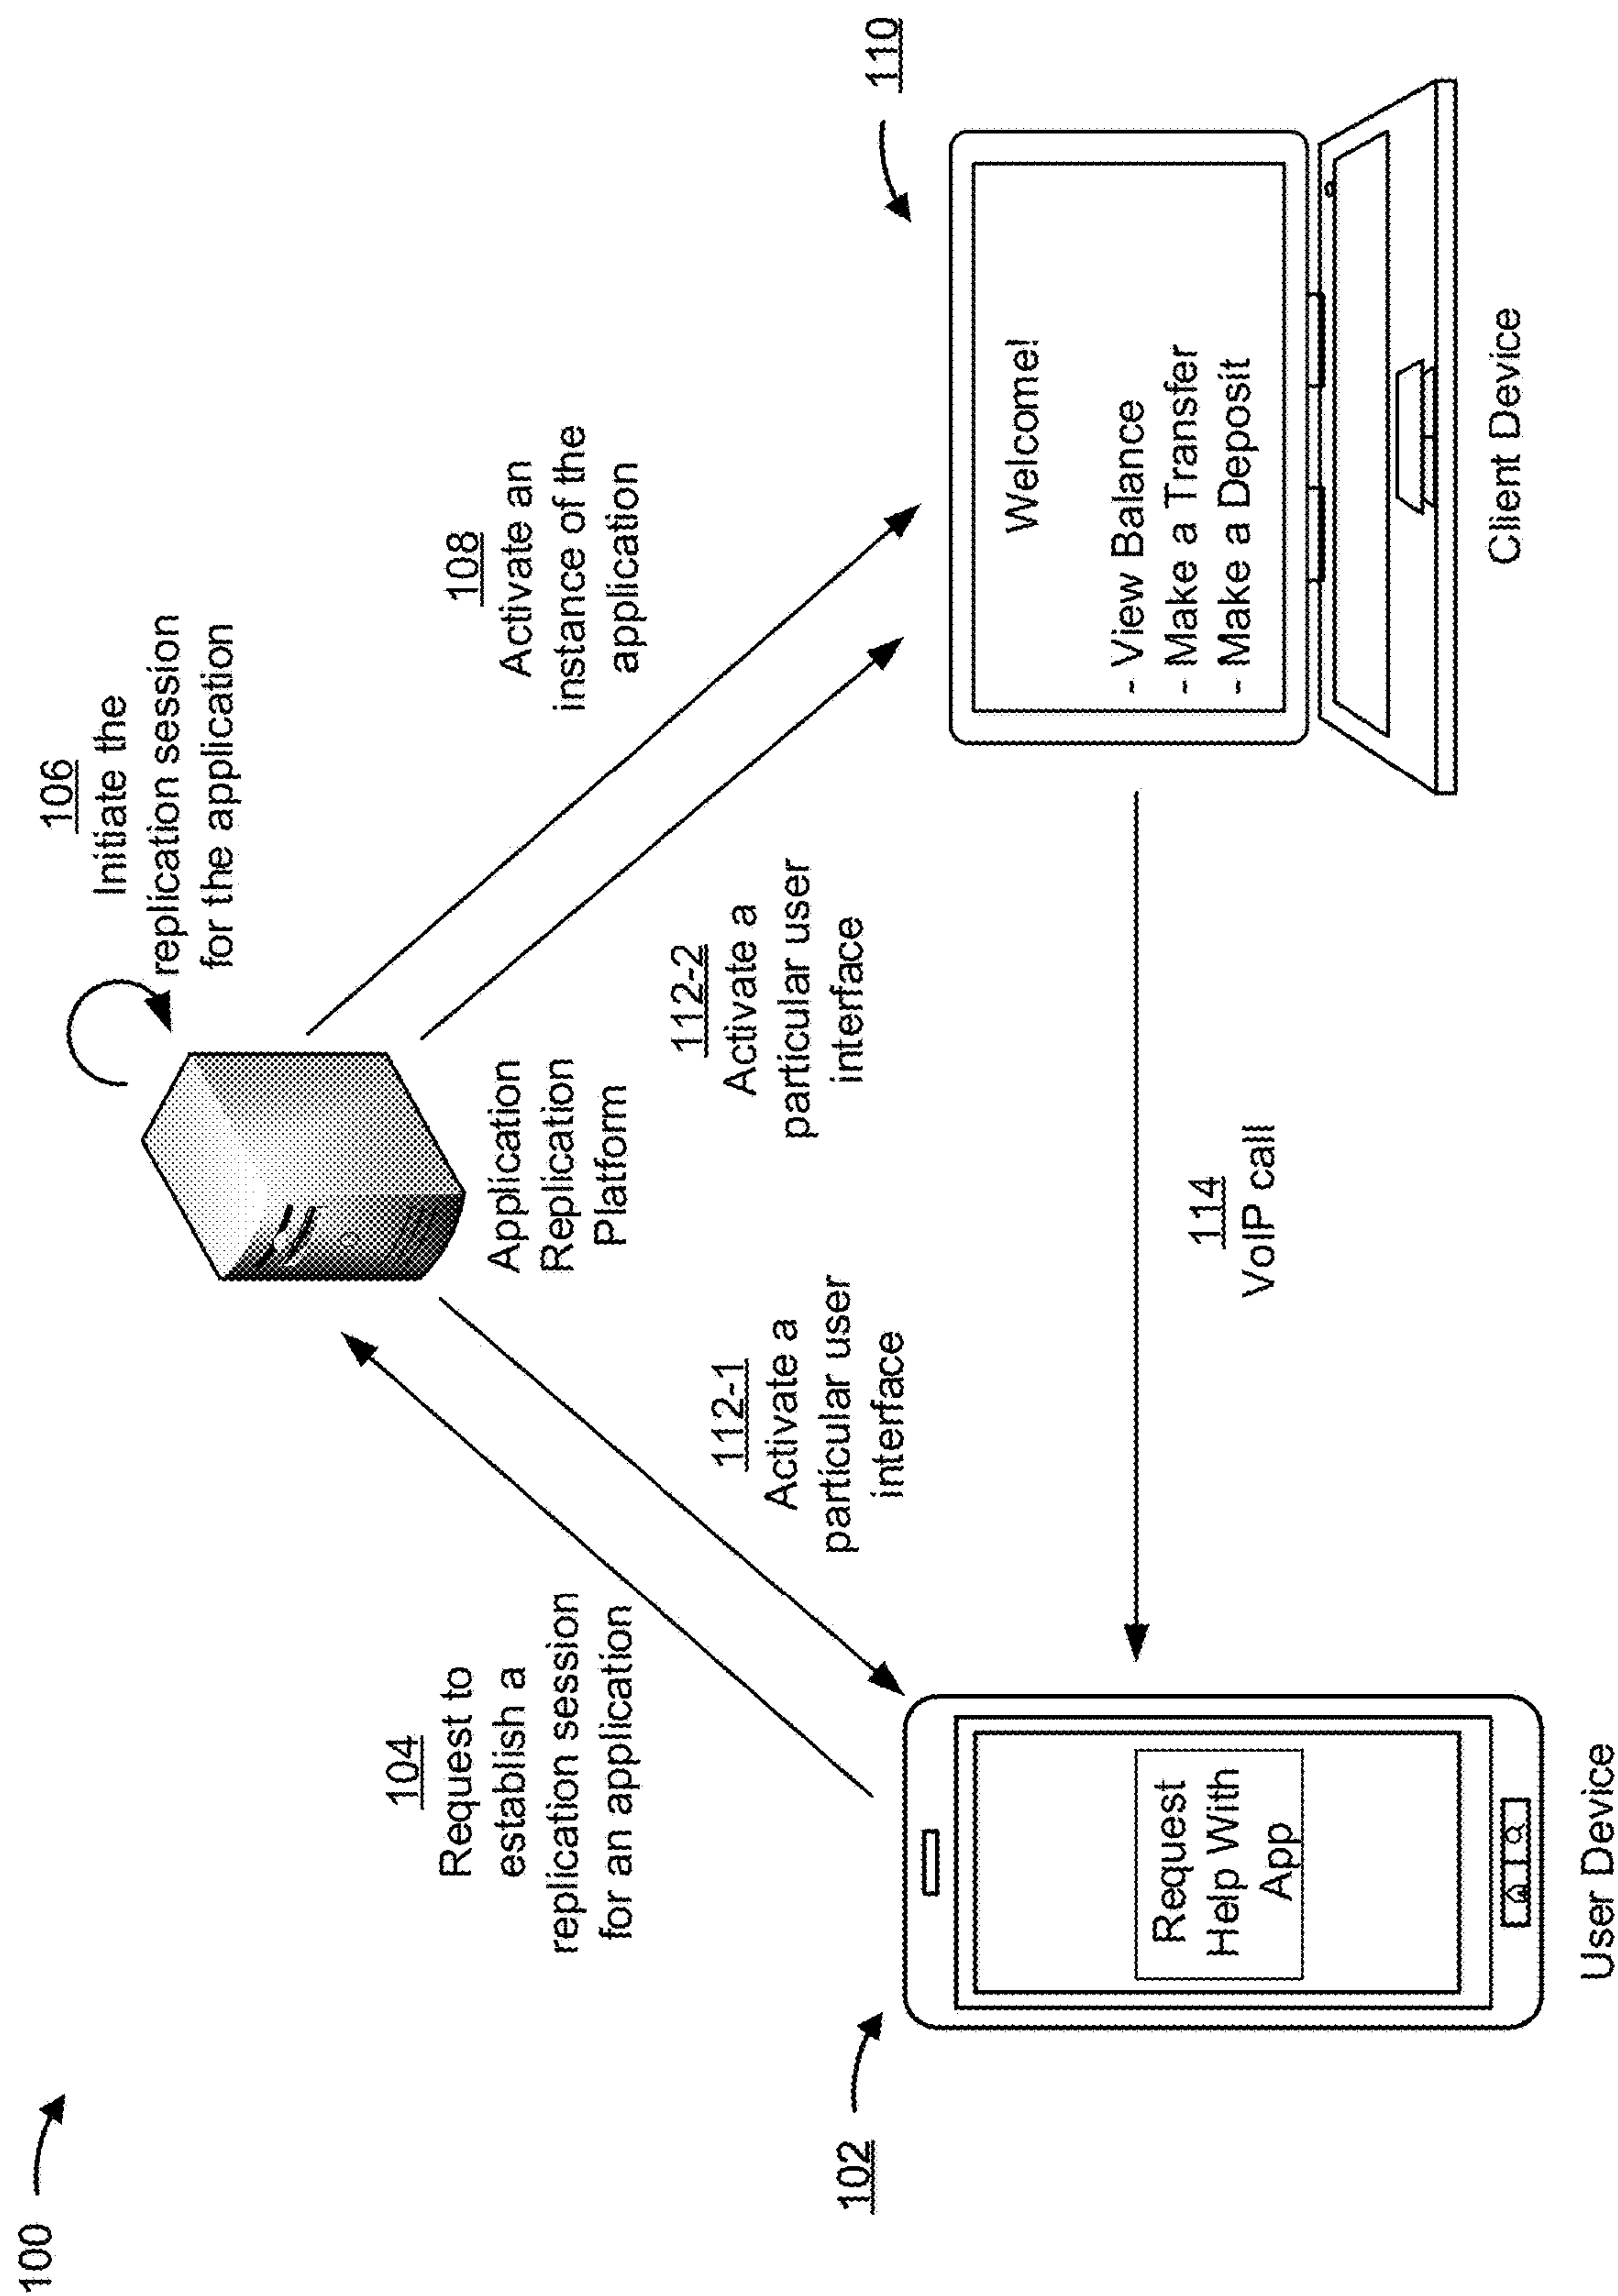 100
106
Initiate the
replication session
for the application
104
Request to
establish a
replication session
for an application
Application
Replication
Platform
108
Activate an
instance of the
application
112-1
Activate a
particular user
interface
112-2
Activate a
particular user
interface
102
Request
Help With
App
User Device
114
VoIP call
110
Welcome!
- View Balance
- Make a Transfer
- Make a Deposit
Client Device